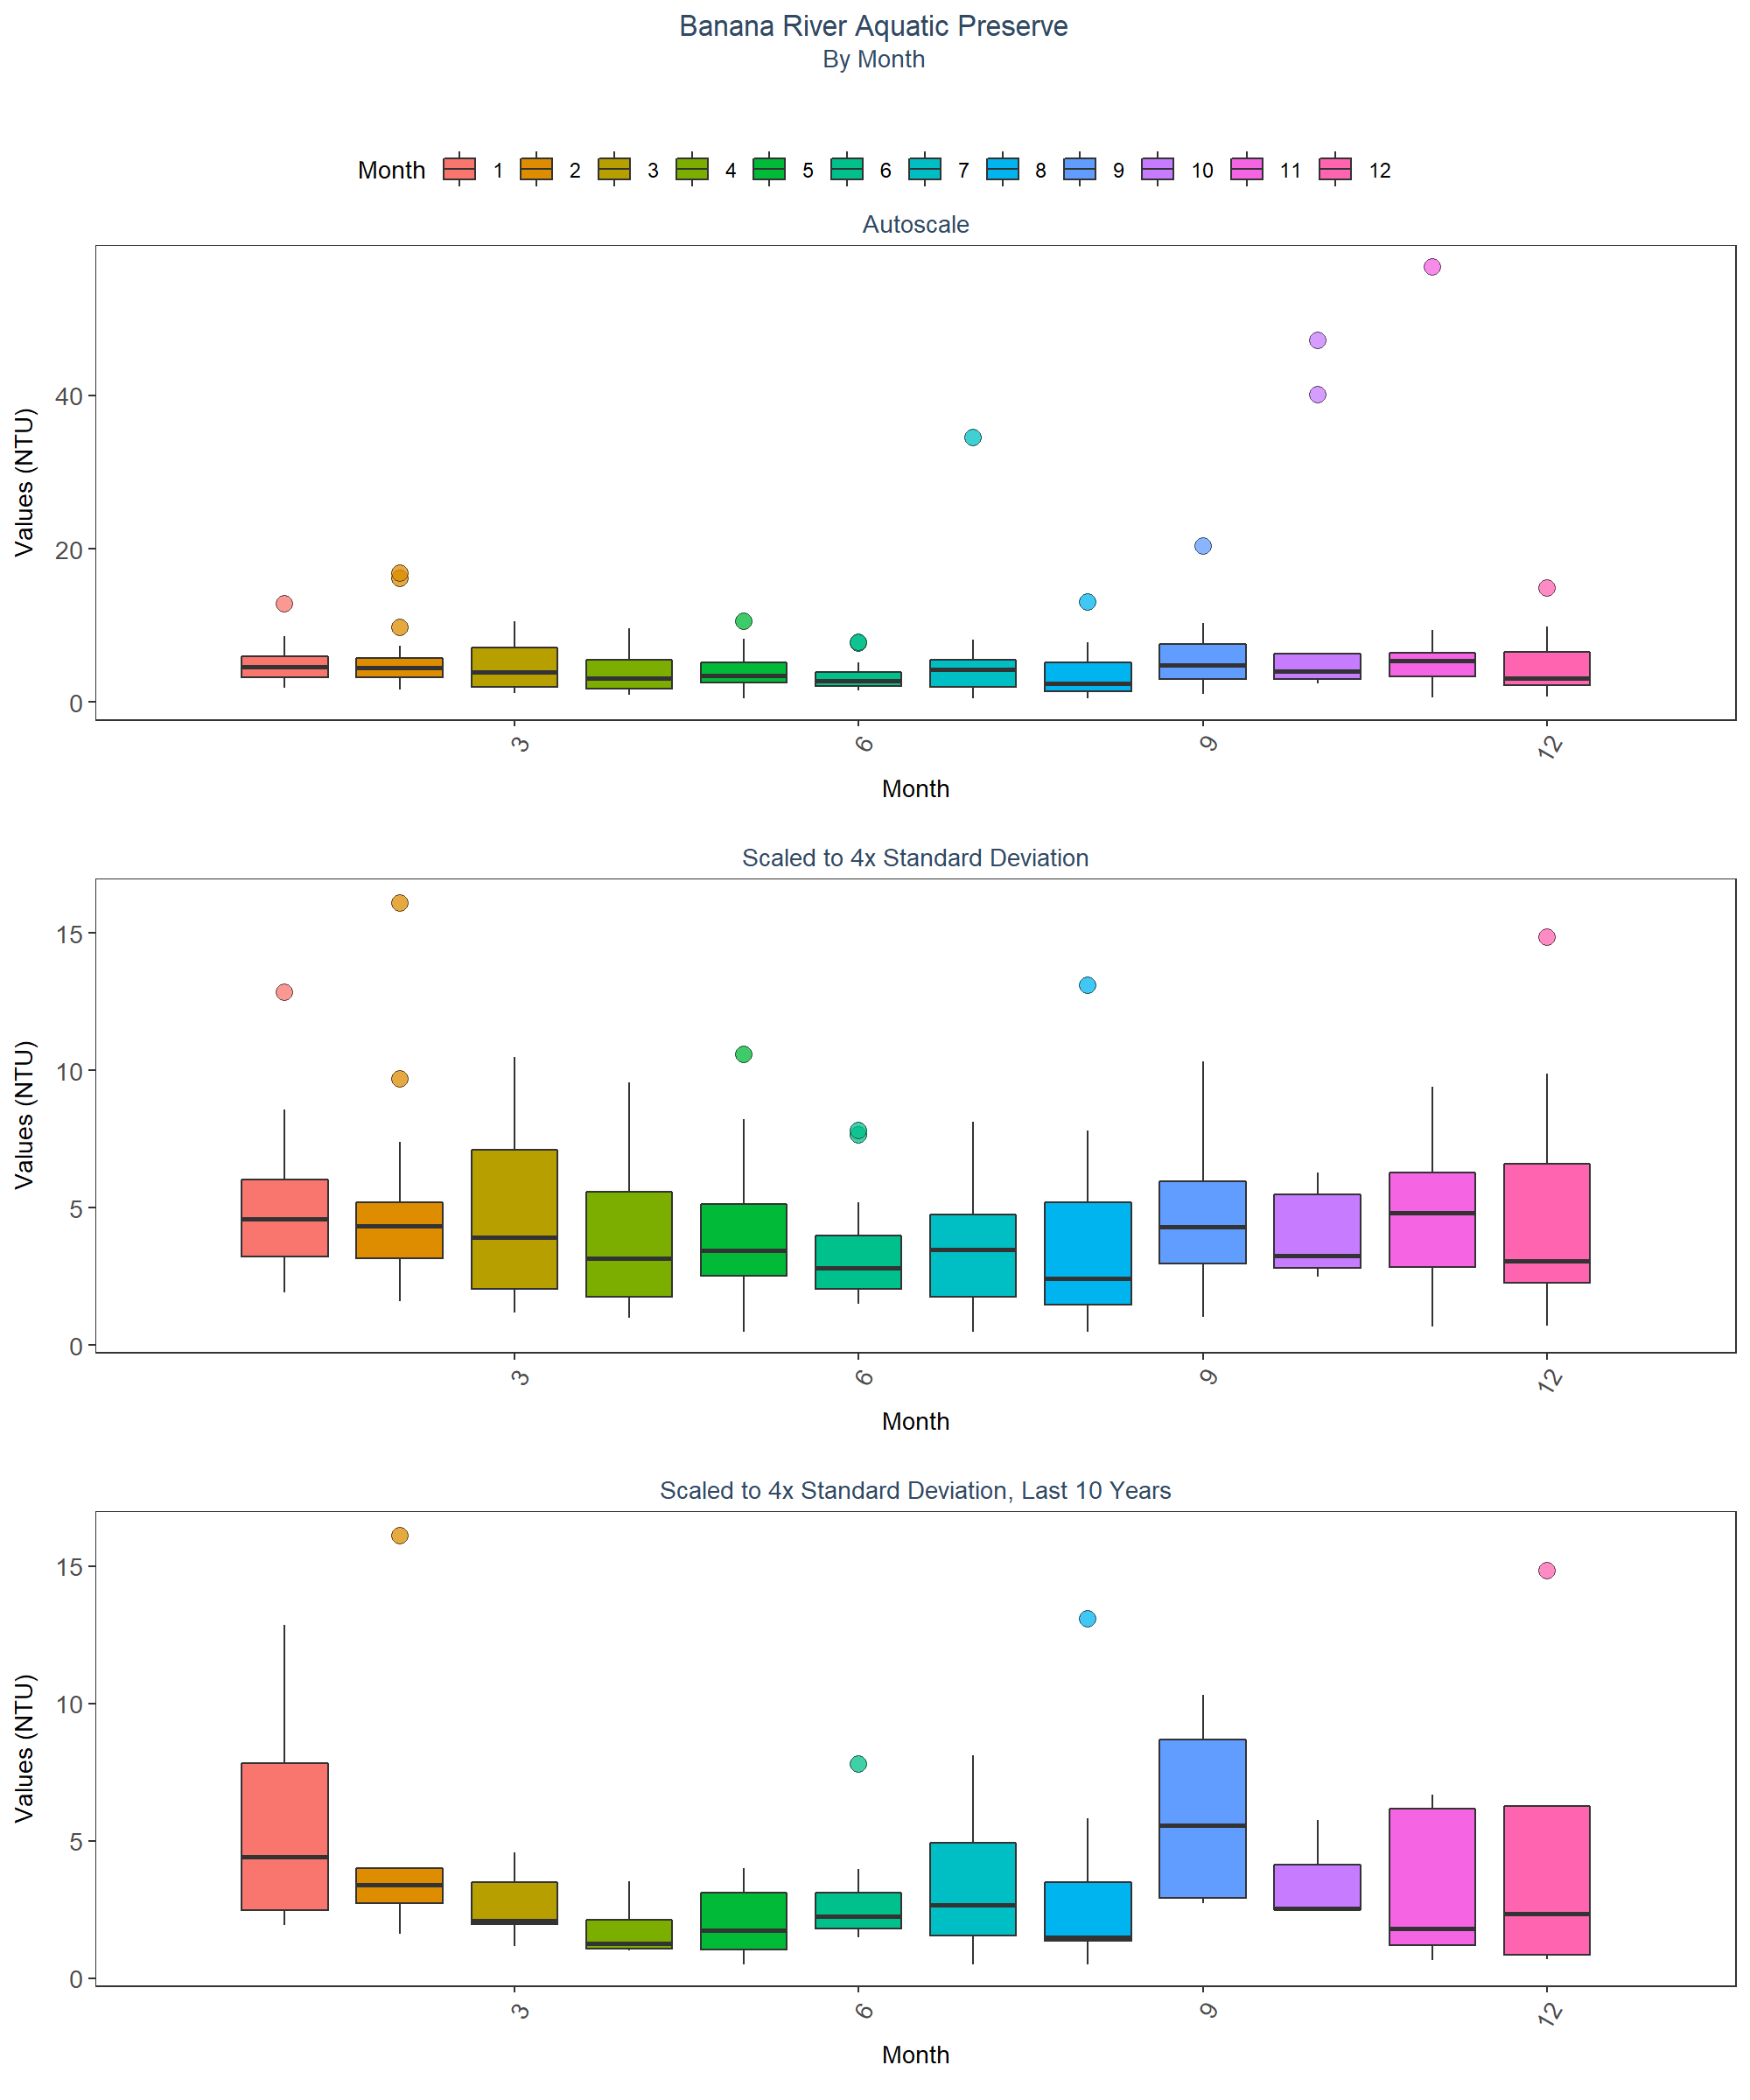 Banana River Aquatic Preserve
By Month
Month 1 2 3 4 5 6 7 8 9 10 11 12
Autoscale
Values (NTU)
40
20
0
3 6 9 12
Month
Scaled to 4x Standard Deviation
Values (NTU)
15
10
5
0
3 6 9 12
Month
Scaled to 4x Standard Deviation, Last 10 Years
Values (NTU)
15
10
5
0
3 6 9 12
Month